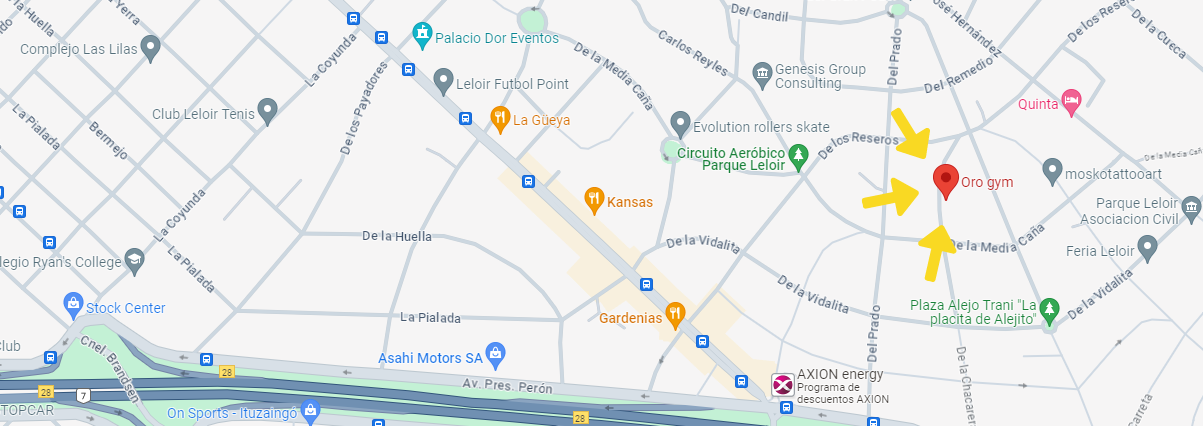 la Huella
Yerra
La Coyunda
Palacio Dor Eventos
Del Candil
José Hernández
De la Cueca
Complejo Las Lilas
Carlos Reyles
De la Media Caña
Del Prado
Genesis Group
Consulting
Del Remedio
Leloir Futbol Point
De los Payadores
Quinta
Club Leloir Tenis
La Pialada
Bermejo
La Güeya
Evolution rollers skate
De los Reseros
Circuito Aeróbico
Parque Leloir
De la Media Cañ
moskotattooart
Oro gym
Kansas
La Coyunda
Parque Leloir
Asociacion Civil
De la Huella
De la Vidalita
De la Media Caña
Feria Leloir
La Pialada
legio Ryan's College
De la Vidalita
De la Vidalita
Stock Center
La Pialada
Gardenias
Plaza Alejo Trani "La
placita de Alejito"
Del Prado
Club
Cnel. Brandsen
Asahi Motors SA
De la Chacarer
AXION energy
Programa de
descuentos AXION
28
Av. Pres. Perón
28
7
Carreta
TOPCAR
On Sports - Ituzaingó
28